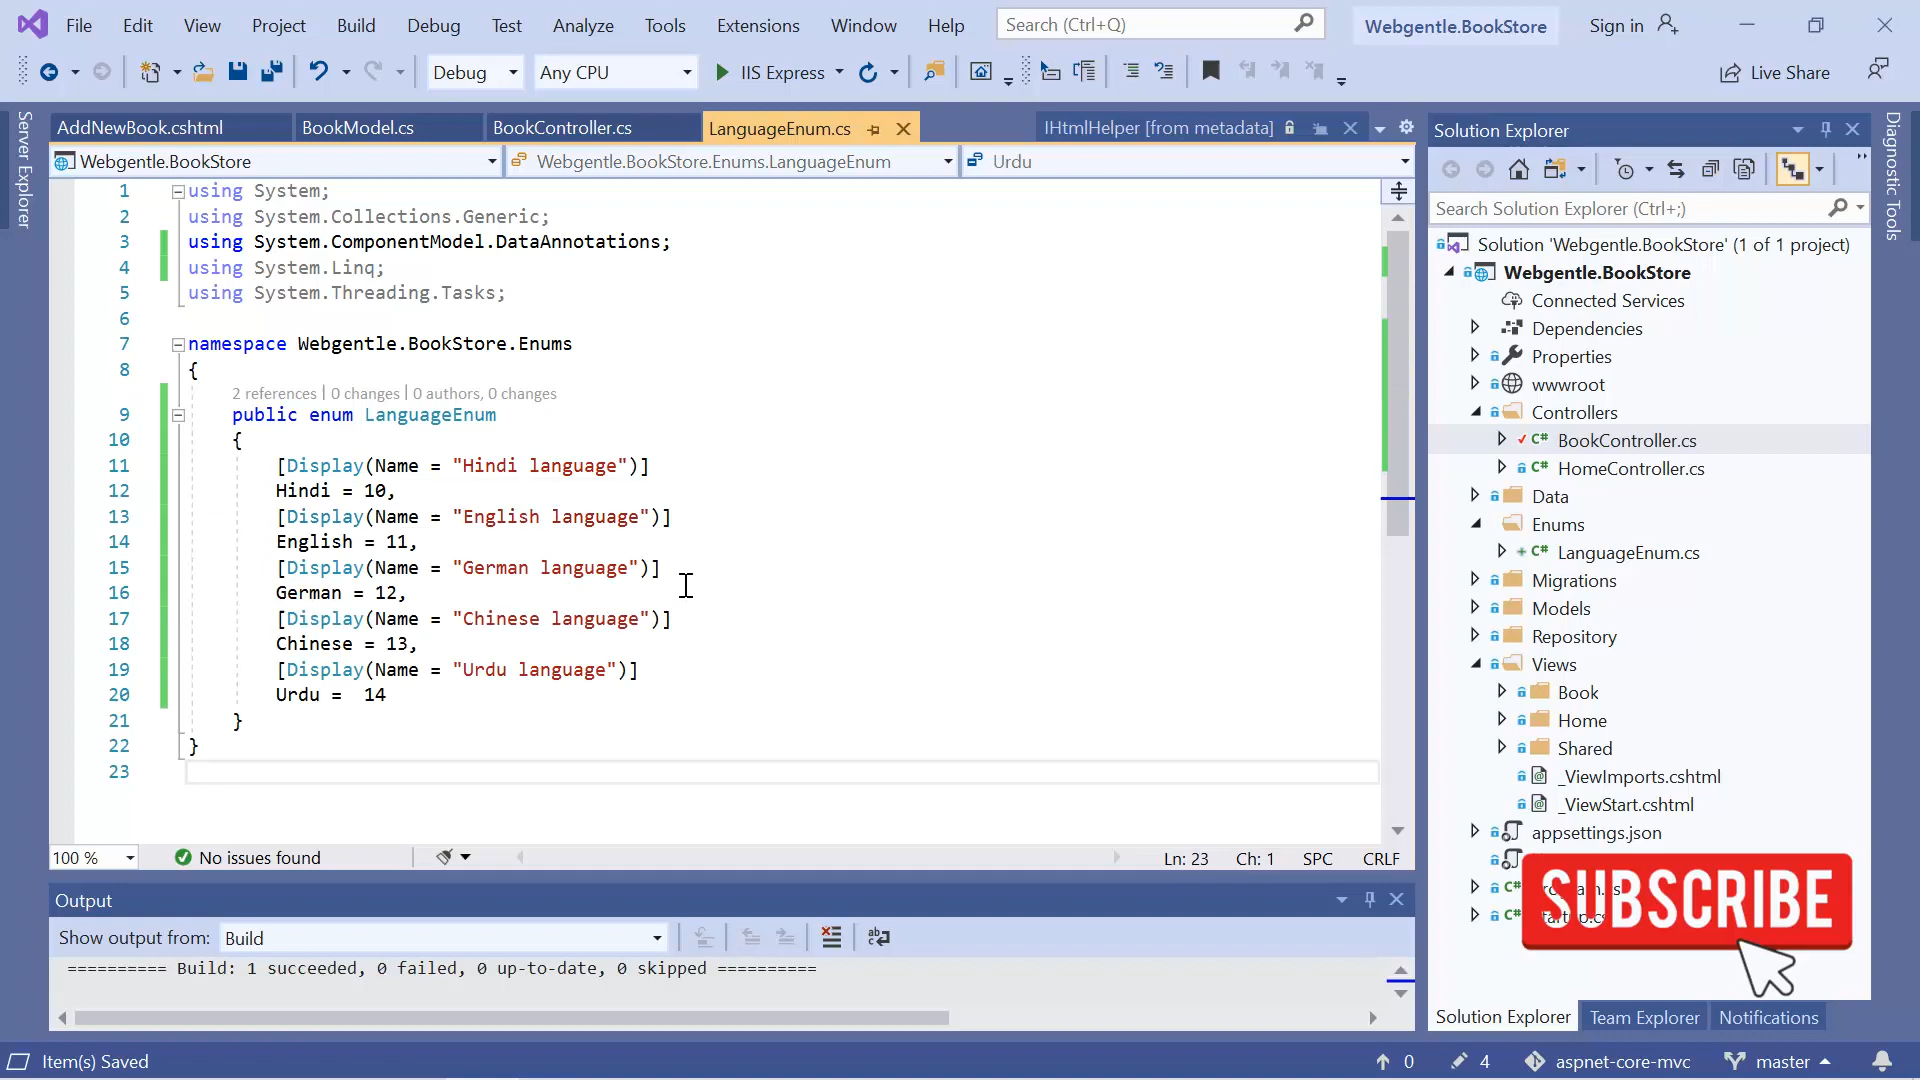 File Edit View Project Build Debug Test Analyze Tools Extensions Window Help Search (Ctrl+Q) Webgentle.BookStore Sign in
Debug Any CPU IIS Express Live Share
Server Explorer
AddNewBook.cshtml BookModel.cs BookController.cs LanguageEnum.cs IHtmlHelper [from metadata]
Webgentle.BookStore Webgentle.BookStore.Enums.LanguageEnum Urdu
1 using System;
2 using System.Collections.Generic;
3 using System.ComponentModel.DataAnnotations;
4 using System.Linq;
5 using System.Threading.Tasks;
6
7 namespace Webgentle.BookStore.Enums
8 {
2 references | 0 changes | 0 authors, 0 changes
9 public enum LanguageEnum
10 {
11 [Display(Name = "Hindi language")]
12 Hindi = 10,
13 [Display(Name = "English language")]
14 English = 11,
15 [Display(Name = "German language")]
16 German = 12,
17 [Display(Name = "Chinese language")]
18 Chinese = 13,
19 [Display(Name = "Urdu language")]
20 Urdu =  14
21 }
22 }
23
100 % No issues found Ln: 23 Ch: 1 SPC CRLF
Output
Show output from: Build
========== Build: 1 succeeded, 0 failed, 0 up-to-date, 0 skipped ==========
Solution Explorer
Search Solution Explorer (Ctrl+;)
Solution 'Webgentle.BookStore' (1 of 1 project)
Webgentle.BookStore
Connected Services
Dependencies
Properties
wwwroot
Controllers
C# BookController.cs
C# HomeController.cs
Data
Enums
C# LanguageEnum.cs
Migrations
Models
Repository
Views
Book
Home
Shared
_ViewImports.cshtml
_ViewStart.cshtml
appsettings.json
C#
C#
SUBSCRIBE
Solution Explorer Team Explorer Notifications
Diagnostic Tools
Item(s) Saved 0 4 aspnet-core-mvc master